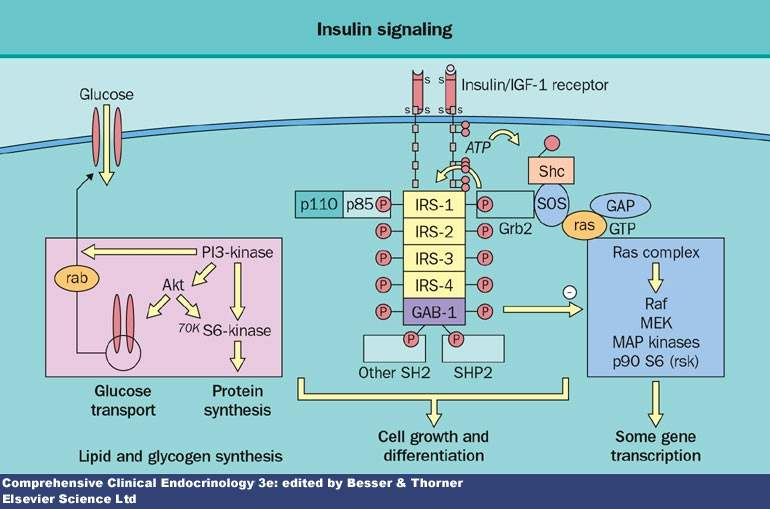 Insulin signaling
Glucose
s s
Insulin/IGF-1 receptor
s s s s
ATP
Shc
p110 p85 P IRS-1 P Grb2 SOS ras GAP GTP
P IRS-2 P
P IRS-3 P
P IRS-4 P
P GAB-1 P
P P
Other SH2 SHP2
rab
PI3-kinase
Akt
70K S6-kinase
Glucose
transport
Protein
synthesis
Lipid and glycogen synthesis
Cell growth and
differentiation
Ras complex
Raf
MEK
MAP kinases
p90 S6 (rsk)
Some gene
transcription
Comprehensive Clinical Endocrinology 3e: edited by Besser & Thorner
Elsevier Science Ltd